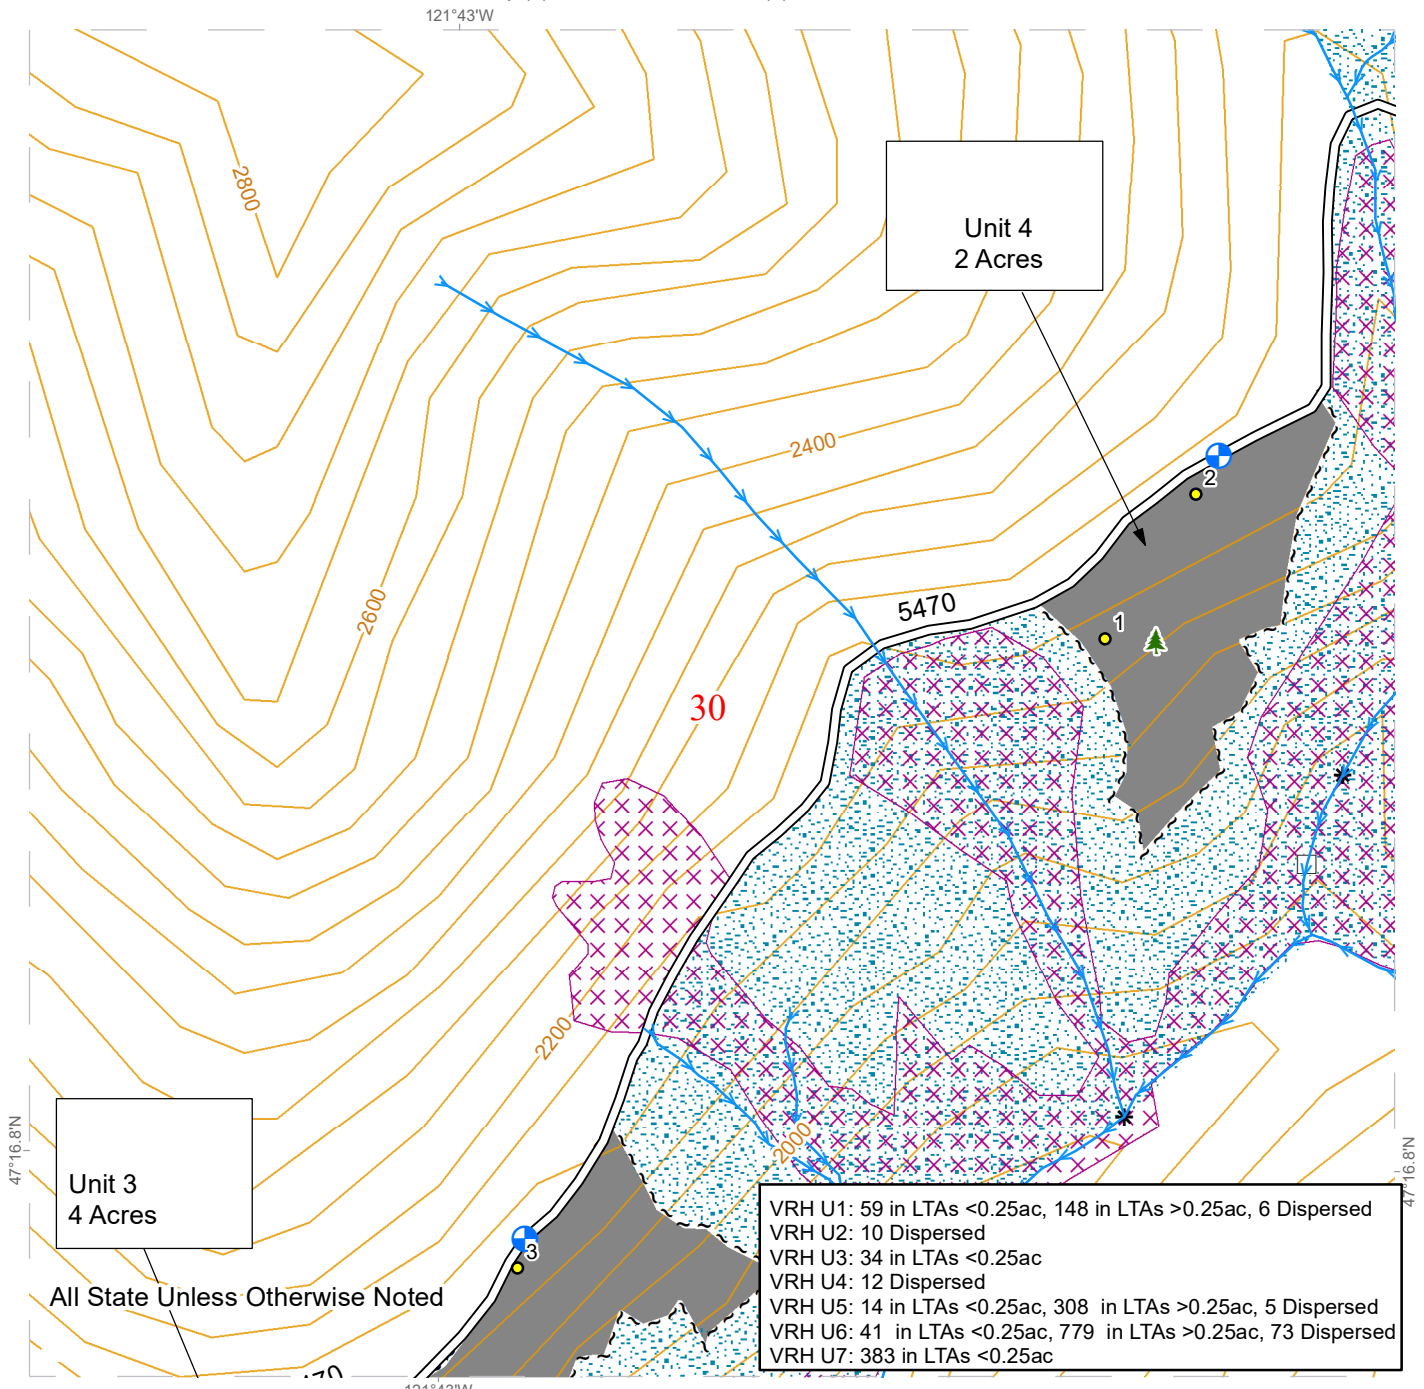 121°43'W
2800
Unit 4
2 Acres
2400
2
2600
5470
1
30
2200
2000
47°16.8'N
47°16.8'N
Unit 3
4 Acres
3
All State Unless Otherwise Noted
VRH U1: 59 in LTAs <0.25ac, 148 in LTAs >0.25ac, 6 Dispersed
VRH U2: 10 Dispersed
VRH U3: 34 in LTAs <0.25ac
VRH U4: 12 Dispersed
VRH U5: 14 in LTAs <0.25ac, 308  in LTAs >0.25ac, 5 Dispersed
VRH U6: 41  in LTAs <0.25ac, 779  in LTAs >0.25ac, 73 Dispersed
VRH U7: 383 in LTAs <0.25ac
121°43'W